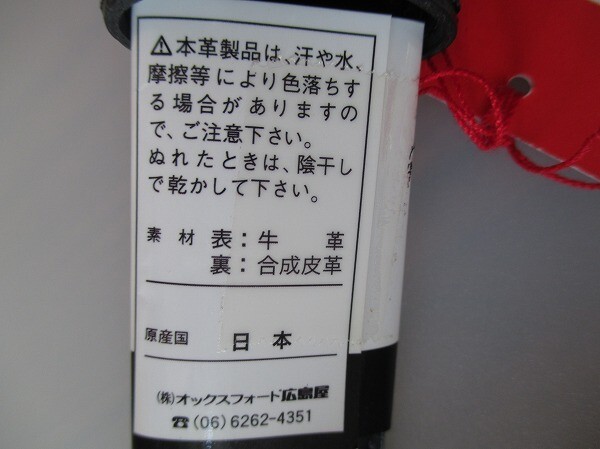 ⚠本革製品は、汗や水、
摩擦等により色落ちす
る場合がありますの
で、ご注意下さい。
ぬれたときは、陰干し
で乾かして下さい。
素材 表：牛革
裏：合成皮革
原産国 日本
(株)オックスフォード広島屋
☎(06)6262-4351